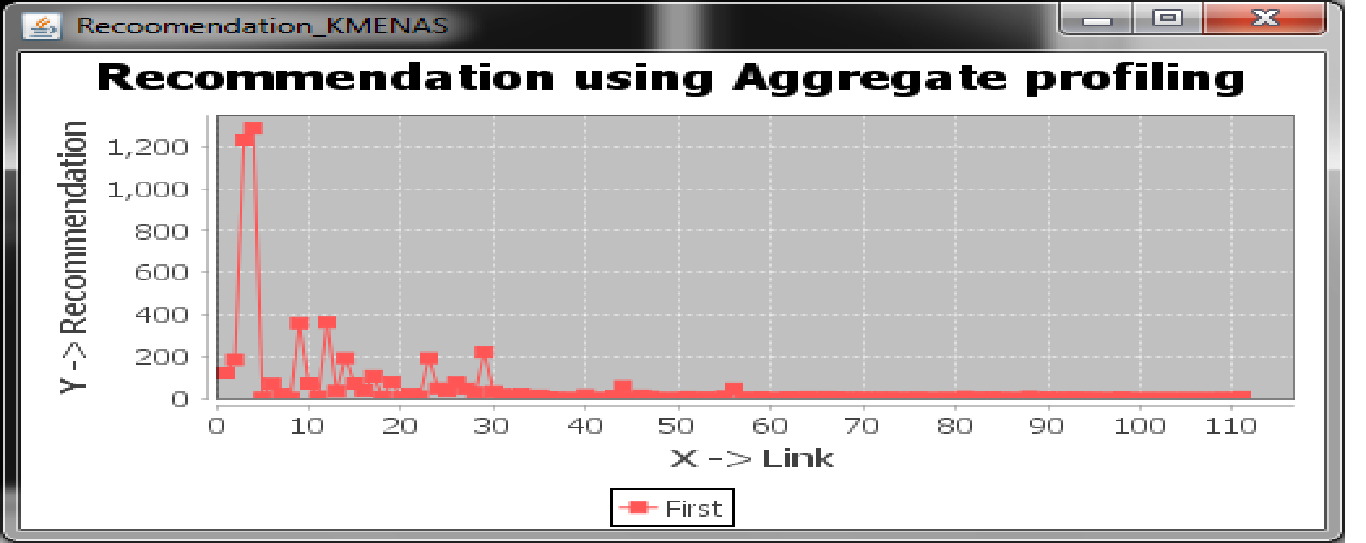 Recoomendation_KMENAS
Recommendation using Aggregate profiling
Y -> Recommendation
1,200
1,000
800
600
400
200
0
0 10 20 30 40 50 60 70 80 90 100 110
X -> Link
First